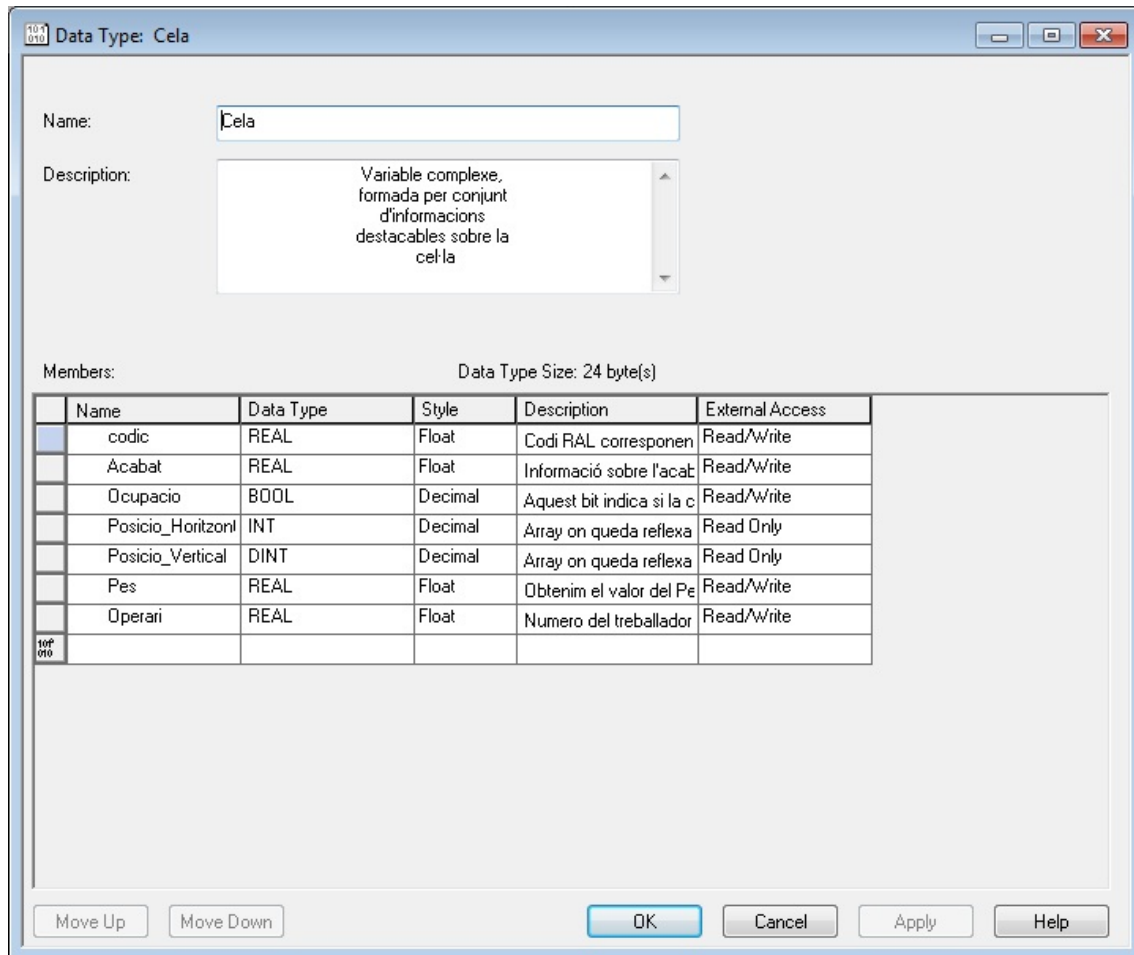 Data Type: Cela
Name: Cela
Description: Variable complexe,
formada per conjunt
d'informacions
destacables sobre la
cel·la
Members: Data Type Size: 24 byte(s)
Name Data Type Style Description External Access
codic REAL Float Codi RAL corresponen Read/Write
Acabat REAL Float Informació sobre l'acab Read/Write
Ocupacio BOOL Decimal Aquest bit indica si la c Read/Write
Posicio_Horitzont INT Decimal Array on queda reflexa Read Only
Posicio_Vertical DINT Decimal Array on queda reflexa Read Only
Pes REAL Float Obtenim el valor del Pe Read/Write
Operari REAL Float Numero del treballador Read/Write
Move Up Move Down OK Cancel Apply Help